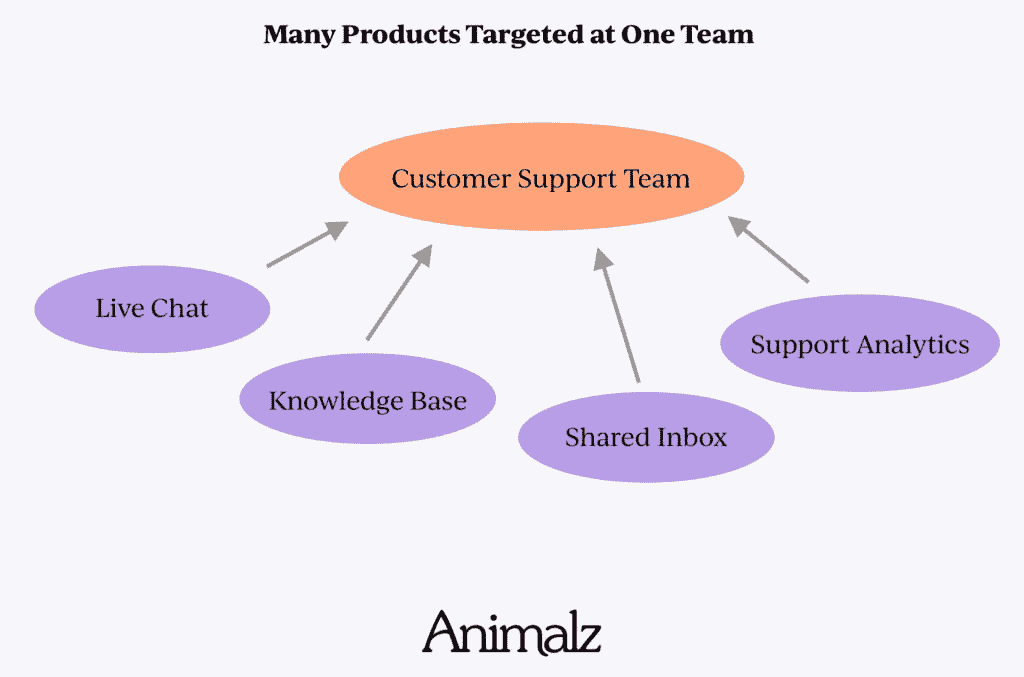 Many Products Targeted at One Team
Customer Support Team
Live Chat
Knowledge Base
Shared Inbox
Support Analytics
Animalz